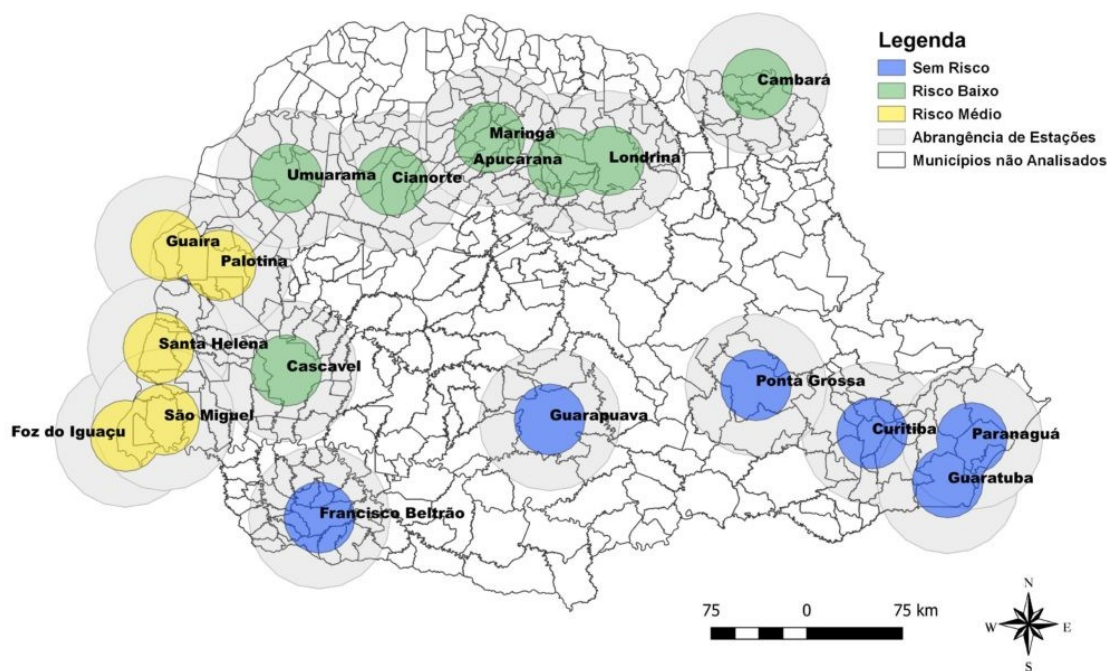 Legenda
Sem Risco
Risco Baixo
Risco Médio
Abrangência de Estações
Municípios não Analisados
Cambará
Maringá
Apucarana
Londrina
Umuarama
Cianorte
Guaíra
Palotina
Santa Helena
Cascavel
São Miguel
Foz do Iguaçu
Ponta Grossa
Guarapuava
Curitiba
Paranaguá
Guaratuba
Francisco Beltrão
75 0 75 km
N
W E
S